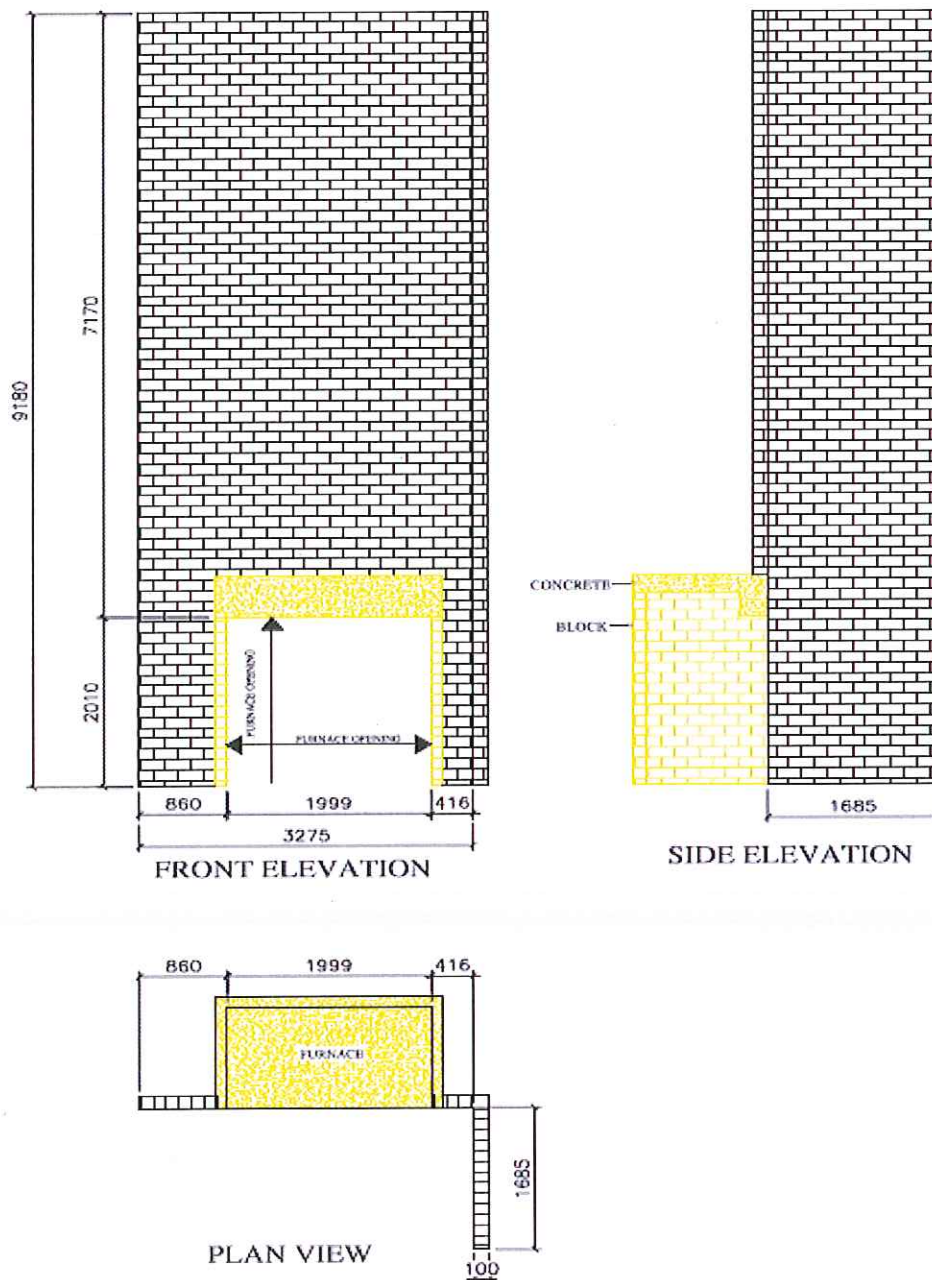 9180
7170
2010
FURNACE OPENING
FURNACE OPENING
860
1999
416
3275
FRONT ELEVATION
CONCRETE
BLOCK
1685
SIDE ELEVATION
860
1999
416
FURNACE
1685
100
PLAN VIEW